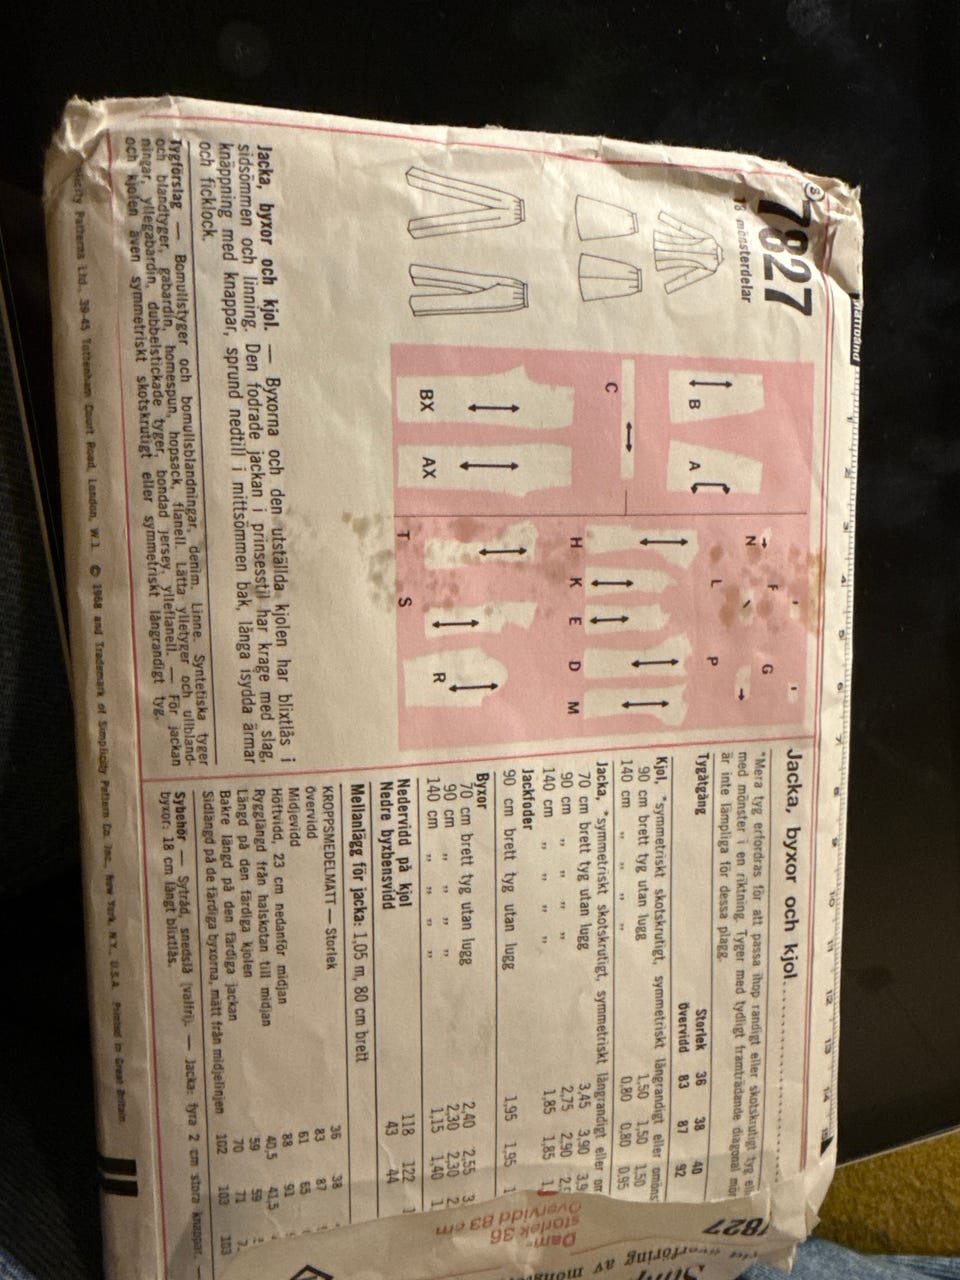 7827
13 mönsterdelar
B
A
C
BX
AX
N
F
G
L
P
H K E D M
T S R
Jacka, byxor och kjol. — Byxorna och den utställda kjolen har blixtlås i
sidsömmen och linning. Den fodrade jackan i prinsesstil har krage med slag,
knäppning med knappar, sprund nedtill i mittsömmen bak, långa isydda ärmar
och ficklock.
Tygförslag — Bomullstyger och bomullsblandningar, denim. Linne. Syntetiska tyger
och blandtyger, gabardin, homespun, hopsack, flanell. Lätta ylletyger och ullbland-
ningar, yllegabardin, dubbelstickade tyger, bondad jersey, ylleflanell. — För jackan
och kjolen även symmetriskt skotskrutigt eller symmetriskt långrandigt tyg.
Patterns Ltd., 39-45 Tottenham Court Road, London, W.1. © 1968 and Trademark of Simplicity Pattern Co. Inc., New York, N.Y., U.S.A. Printed in Great Britain.
Jacka, byxor och kjol
*Mera tyg erfordras för att passa ihop randigt eller skotskrutigt tyg
med mönster i en riktning. Tyger med tydligt framträdande diagonal
är inte lämpliga för dessa plagg.
Tygåtgång Storlek 36 38 40
Övervidd 83 87 92
Kjol, *symmetriskt skotskrutigt, symmetriskt långrandigt eller
90 cm brett tyg utan lugg 1,50 1,50 1,50
140 cm ,, ,, ,, ,, 0,80 0,80 0,95
Jacka, *symmetriskt skotskrutigt, symmetriskt långrandigt eller
70 cm brett tyg utan lugg 3,45 3,90 3,9
90 cm ,, ,, ,, ,, 2,75 2,90
140 cm ,, ,, ,, ,, 1,85 1,85
Jackfoder
90 cm brett tyg utan lugg 1,95 1,95 1
Byxor
70 cm brett tyg utan lugg 2,40 2,55
90 cm ,, ,, ,, ,, 2,30 2,30
140 cm ,, ,, ,, ,, 1,15 1,40
Nedervidd på kjol 118 122
Nedre byxbensvidd 43 44
Mellanlägg för jacka: 1,05 m, 80 cm brett
KROPPSMEDELMÅTT — Storlek 36 38
Övervidd 83 87
Midjevidd 61 65
Höftvidd, 23 cm nedanför midjan 88 91
Rygglängd från halskotan till midjan 40,5 41,5
Längd på den färdiga kjolen 59 59
Bakre längd på den färdiga jackan 70 71
Sidlängd på de färdiga byxorna, mätt från midjelinjen 102 103 103
Sybehör — Sytråd, snedslå (valfri). — Jacka: fyra 2 cm stora knappar. —
byxor: 18 cm långt blixtlås.
7827
Dam-
storlek 36
Övervidd 83 cm
överföring av